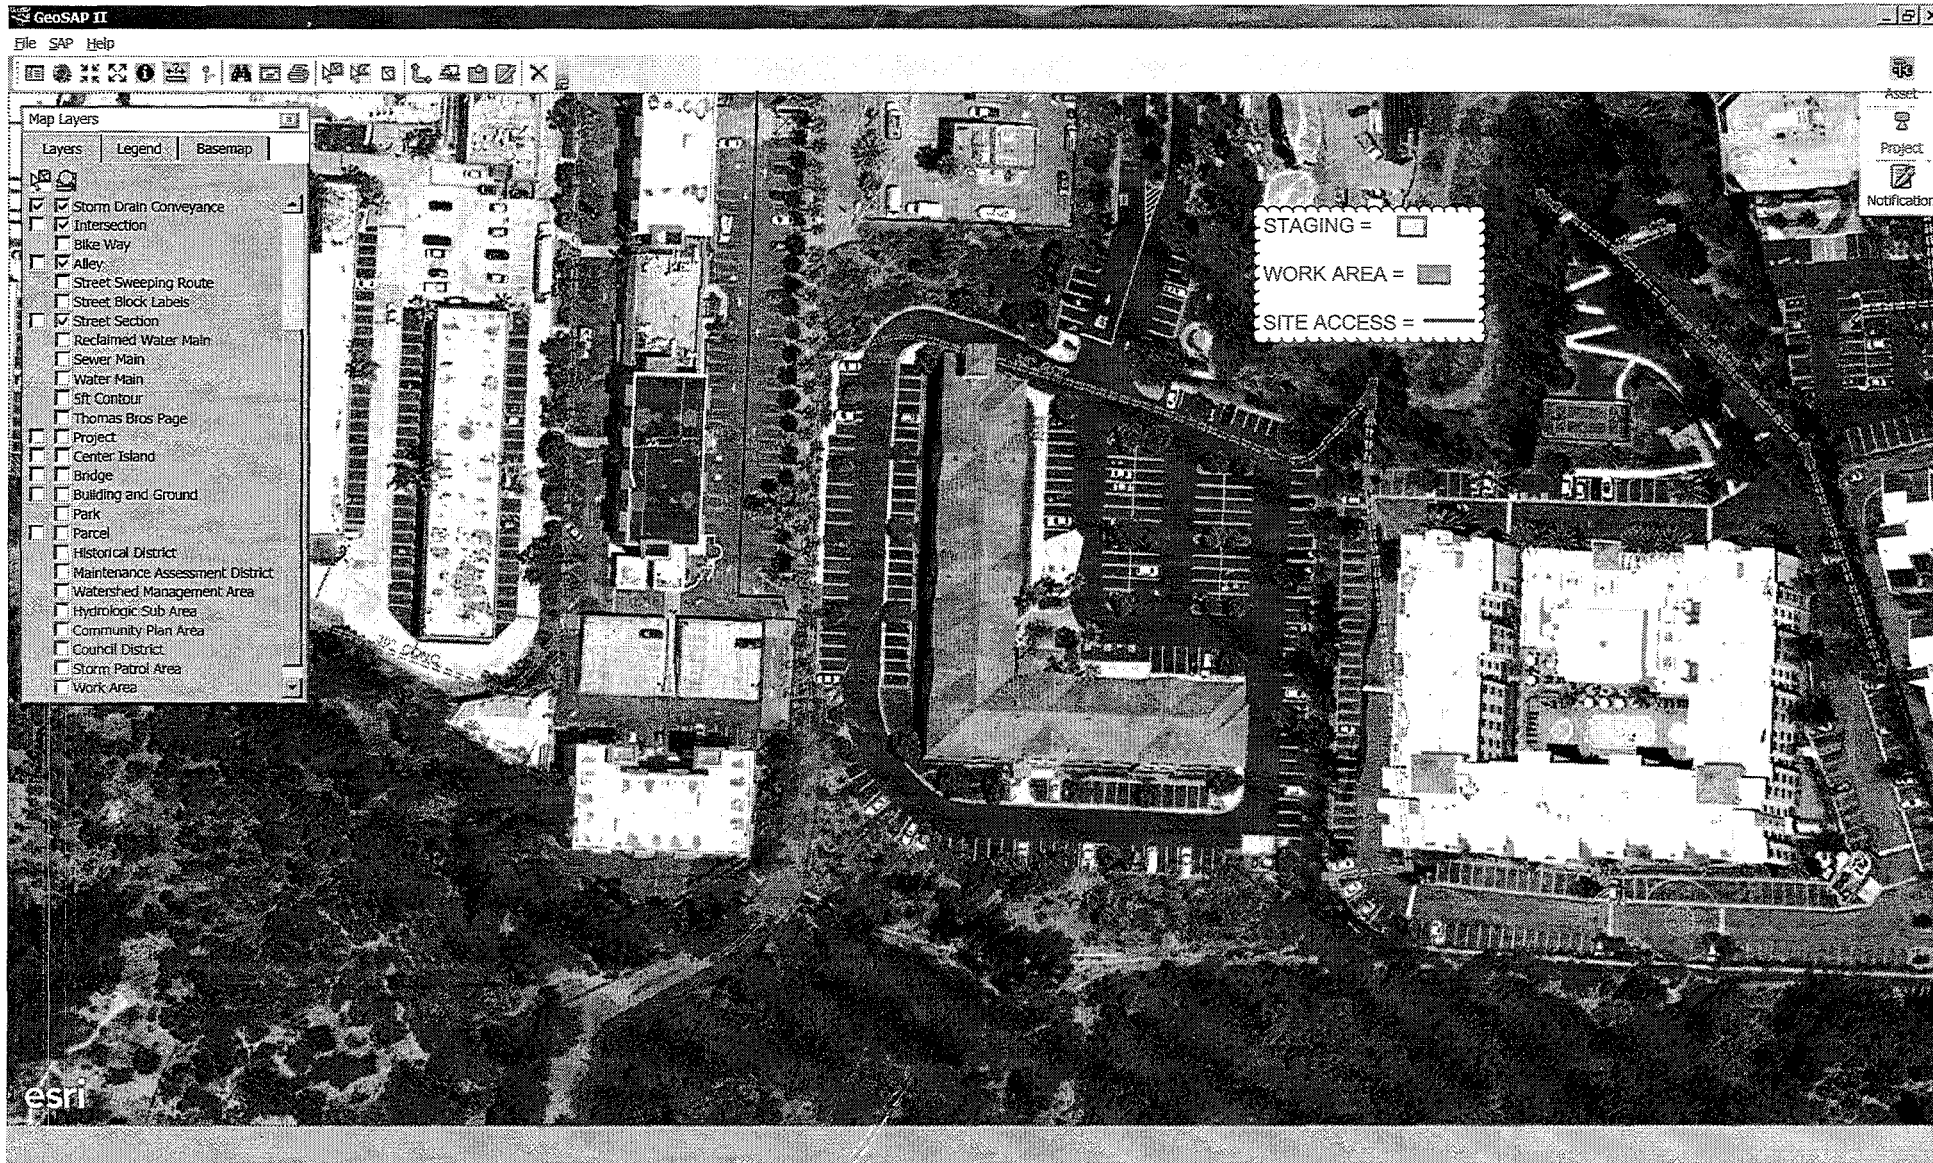 GeoSAP II
File SAP Help
Asset
Project
Notification
Map Layers
Layers Legend Basemap
Storm Drain Conveyance
Intersection
Bike Way
Alley
Street Sweeping Route
Street Block Labels
Street Section
Reclaimed Water Main
Sewer Main
Water Main
5ft Contour
Thomas Bros Page
Project
Center Island
Bridge
Building and Ground
Park
Parcel
Historical District
Maintenance Assessment District
Watershed Management Area
Hydrologic Sub Area
Community Plan Area
Council District
Storm Patrol Area
Work Area
STAGING =
WORK AREA =
SITE ACCESS =
esri